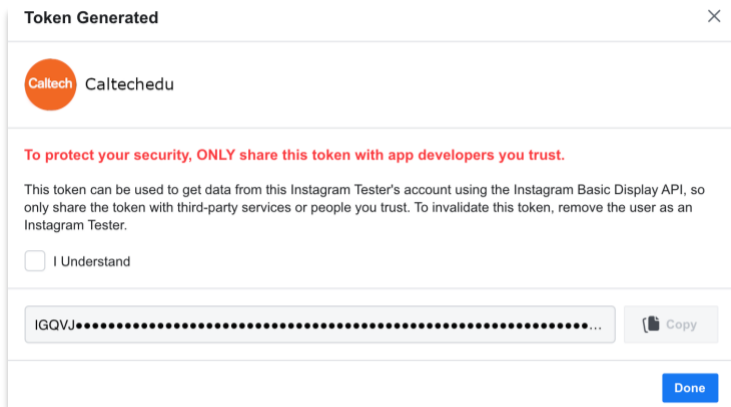 Token Generated
Caltech
Caltechedu
To protect your security, ONLY share this token with app developers you trust.
This token can be used to get data from this Instagram Tester's account using the Instagram Basic Display API, so
only share the token with third-party services or people you trust. To invalidate this token, remove the user as an
Instagram Tester.
I Understand
IGQVJ••••••••••••••••••••••••••••••••••••••••••••••••••••••••••••••••...
Copy
Done